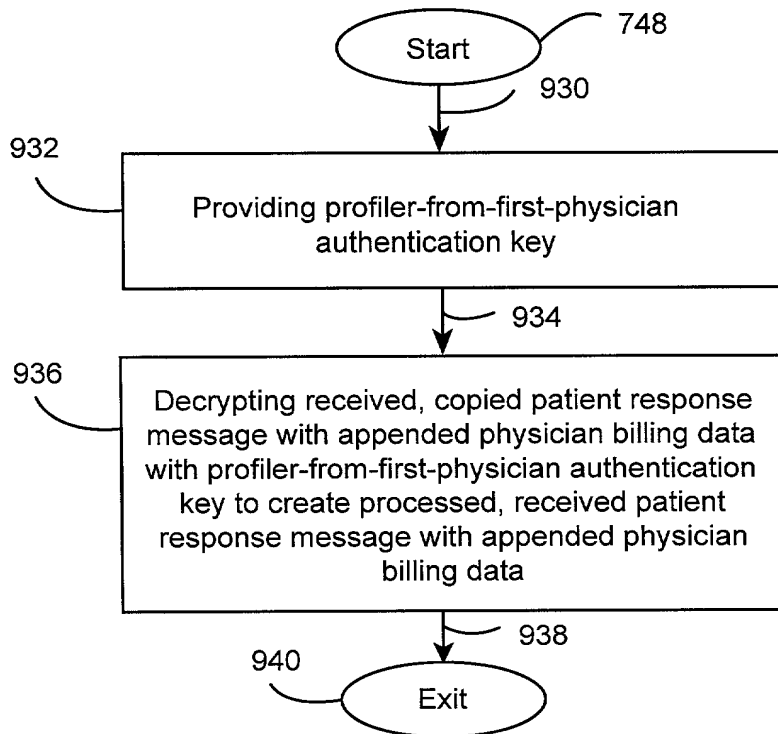 Start
748
930
932
Providing profiler-from-first-physician
authentication key
934
936
Decrypting received, copied patient response
message with appended physician billing data
with profiler-from-first-physician authentication
key to create processed, received patient
response message with appended physician
billing data
938
940
Exit